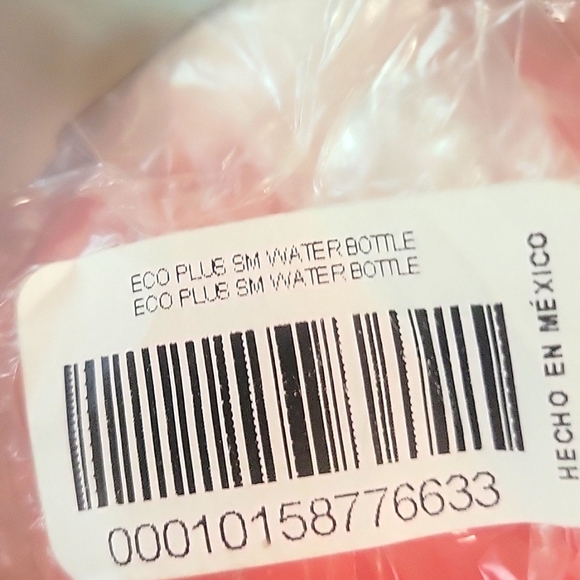 ECO PLUS SM WATER BOTTLE
ECO PLUS SM WATER BOTTLE
00010158776633
HECHO EN MÉXICO